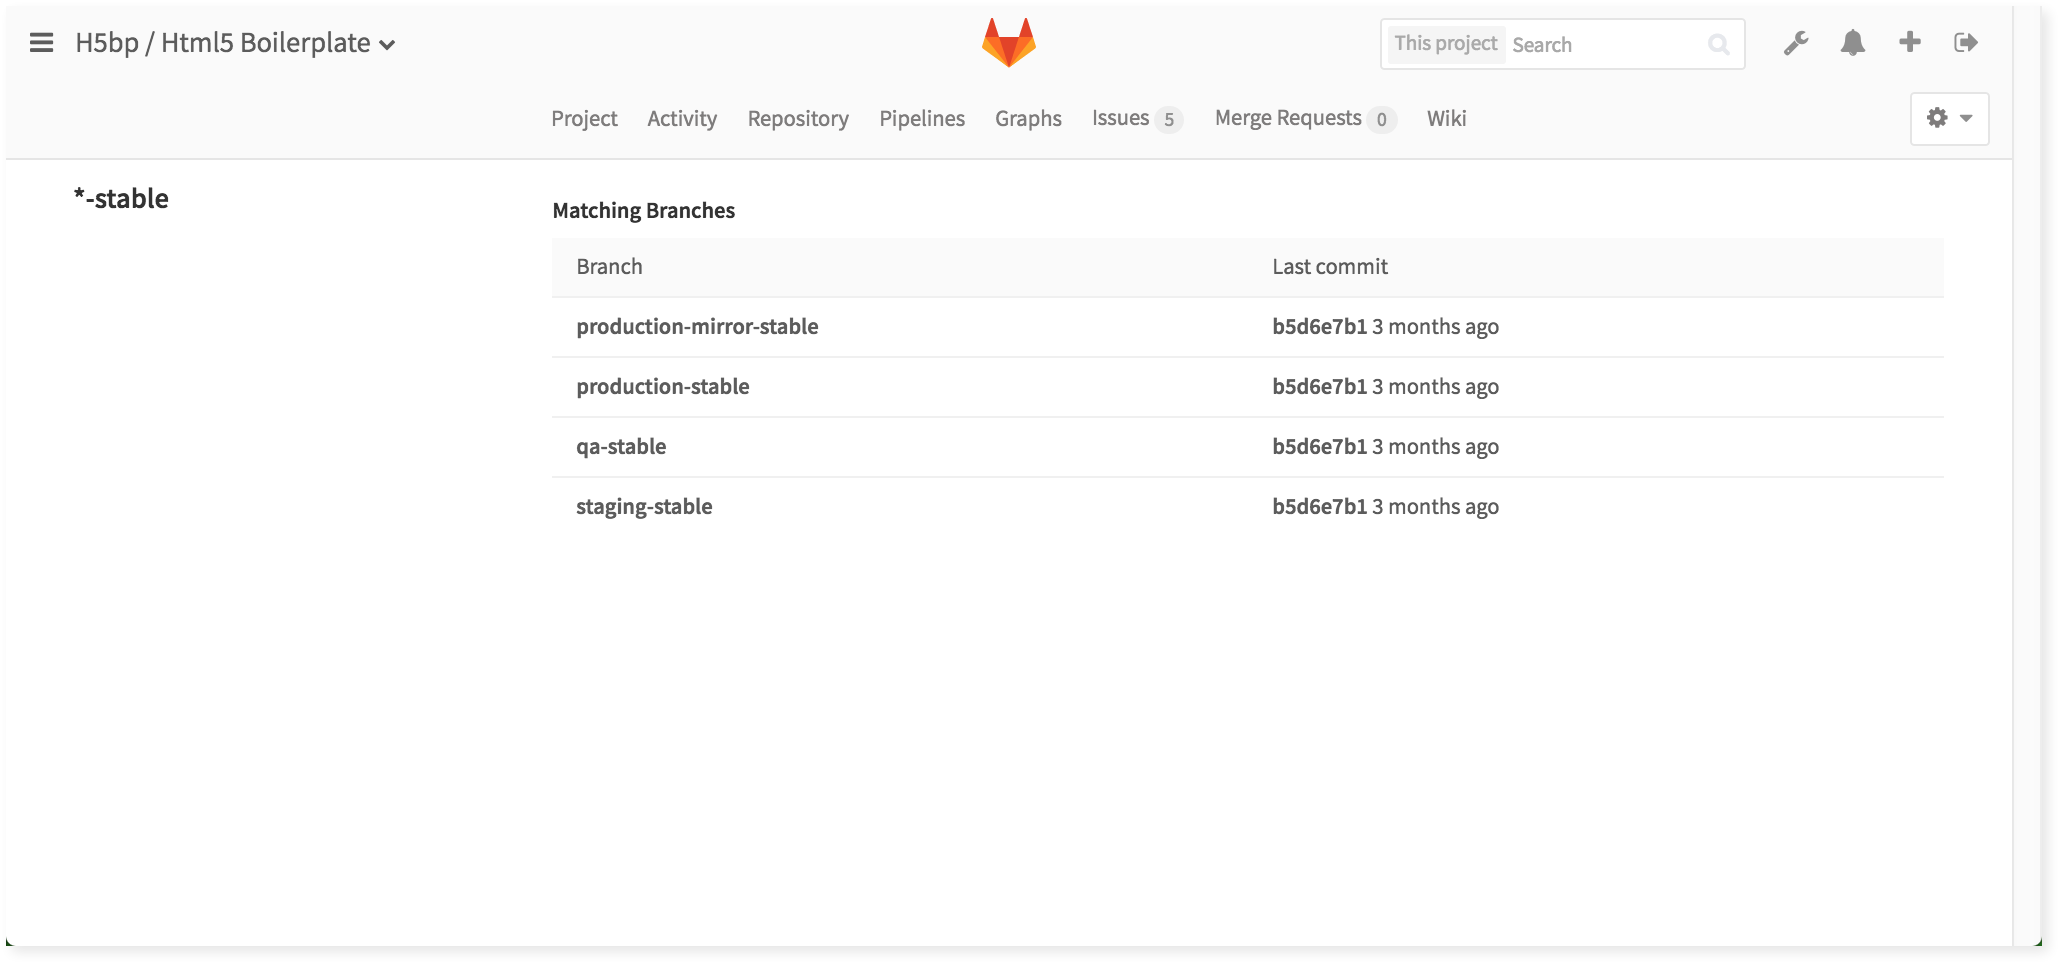 H5bp / Html5 Boilerplate
This project Search
Project Activity Repository Pipelines Graphs Issues 5 Merge Requests 0 Wiki
*-stable
Matching Branches
Branch Last commit
production-mirror-stable b5d6e7b1 3 months ago
production-stable b5d6e7b1 3 months ago
qa-stable b5d6e7b1 3 months ago
staging-stable b5d6e7b1 3 months ago